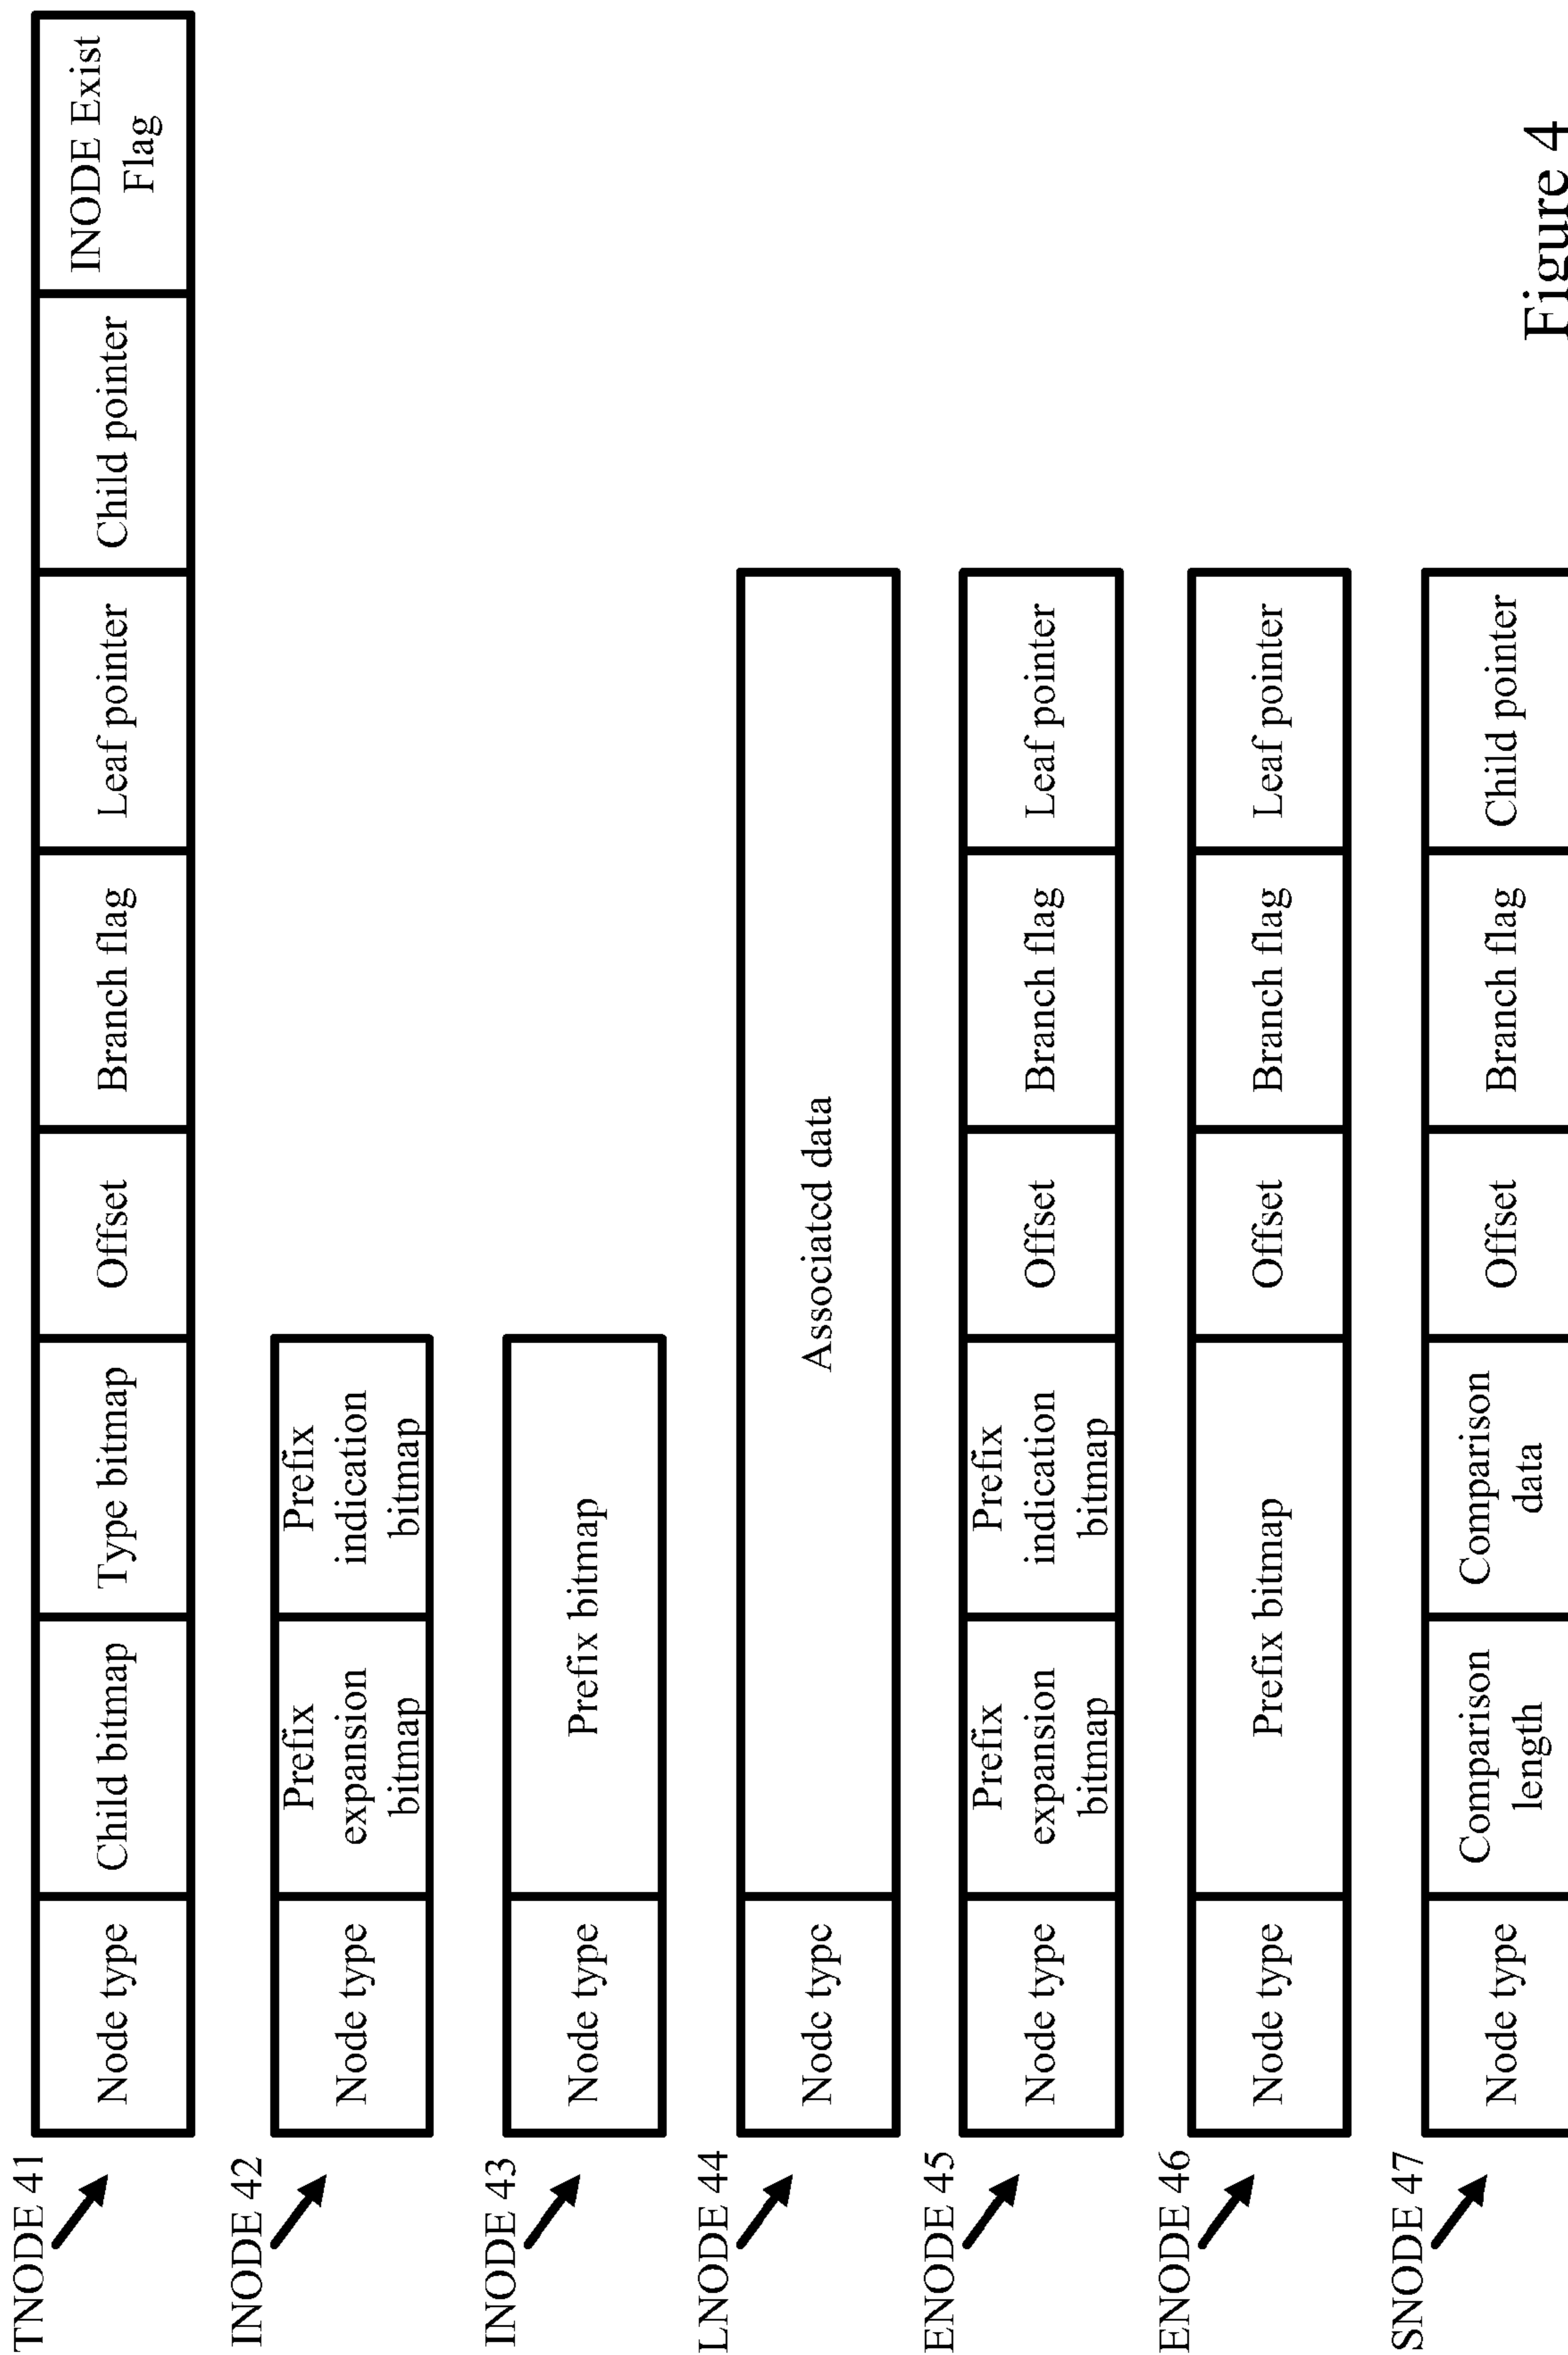 TNODE 41
Node type
Child bitmap
Type bitmap
Offset
Branch flag
Leaf pointer
Child pointer
INODE Exist
Flag
INODE 42
Node type
Prefix
expansion
bitmap
Prefix
indication
bitmap
INODE 43
Node type
Prefix bitmap
LNODE 44
Node type
Associated data
ENODE 45
Node type
Prefix
expansion
bitmap
Prefix
indication
bitmap
Offset
Branch flag
Leaf pointer
ENODE 46
Node type
Prefix bitmap
Offset
Branch flag
Leaf pointer
SNODE 47
Node type
Comparison
length
Comparison
data
Offset
Branch flag
Child pointer
Figure 4